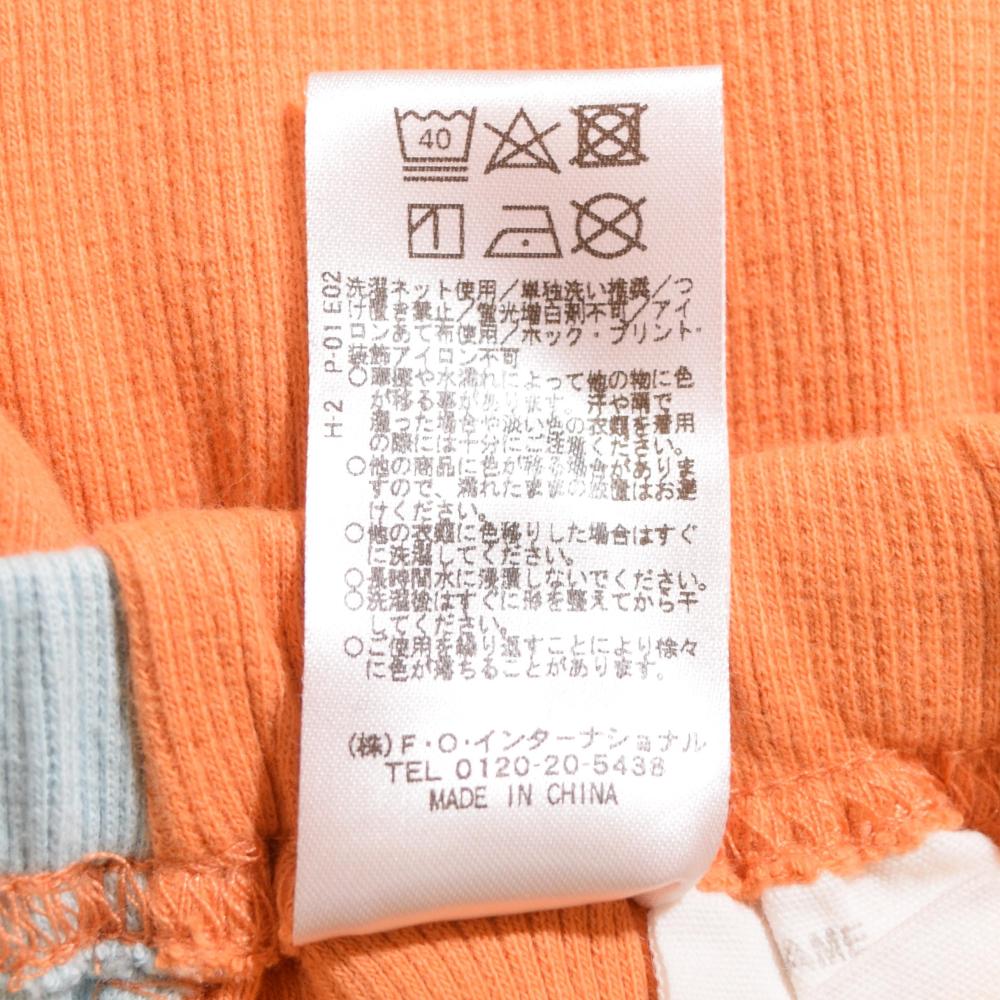 40
H-2 P-01 E02
洗濯ネット使用/単独洗い推奨/つ
け置き禁止/蛍光増白剤不可/アイ
ロンあて布使用/ホック・プリント・
装飾アイロン不可
○摩擦や水濡れによって他の物に色
が移る事があります。汗や雨で
湿った場合や淡い色の衣類を着用
の際には十分にご注意ください。
○他の商品に色が移る場合がありま
すので、濡れたままの放置はお避
けください。
○他の衣類に色移りした場合はすぐ
に洗濯してください。
○長時間水に浸漬しないでください。
○洗濯後はすぐに形を整えてから干
してください。
○ご使用を繰り返すことにより徐々
に色が落ちることがあります。
(株)F・O・インターナショナル
TEL 0120-20-5438
MADE IN CHINA